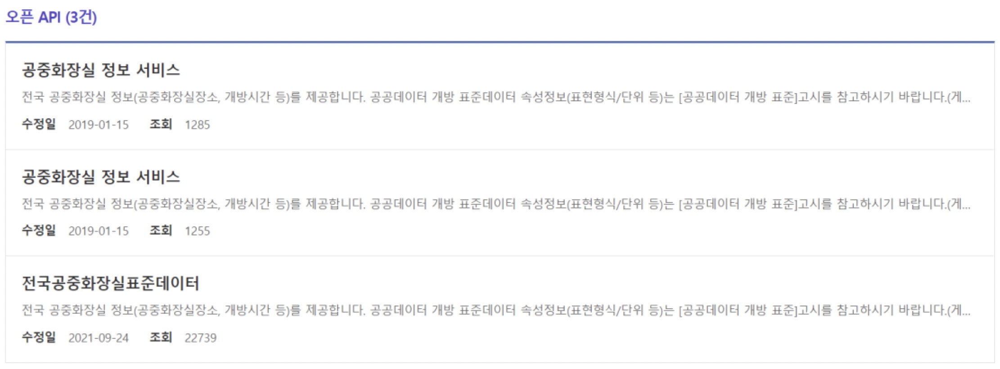 오픈 API (3건)
공중화장실 정보 서비스
전국 공중화장실 정보(공중화장실장소, 개방시간 등)를 제공합니다. 공공데이터 개방 표준데이터 속성정보(표현형식/단위 등)는 [공공데이터 개방 표준]고시를 참고하시기 바랍니다.(게...
수정일 2019-01-15 조회 1285
공중화장실 정보 서비스
전국 공중화장실 정보(공중화장실장소, 개방시간 등)를 제공합니다. 공공데이터 개방 표준데이터 속성정보(표현형식/단위 등)는 [공공데이터 개방 표준]고시를 참고하시기 바랍니다.(게...
수정일 2019-01-15 조회 1255
전국공중화장실표준데이터
전국 공중화장실 정보(공중화장실장소, 개방시간 등)를 제공합니다. 공공데이터 개방 표준데이터 속성정보(표현형식/단위 등)는 [공공데이터 개방 표준]고시를 참고하시기 바랍니다.(게...
수정일 2021-09-24 조회 22739